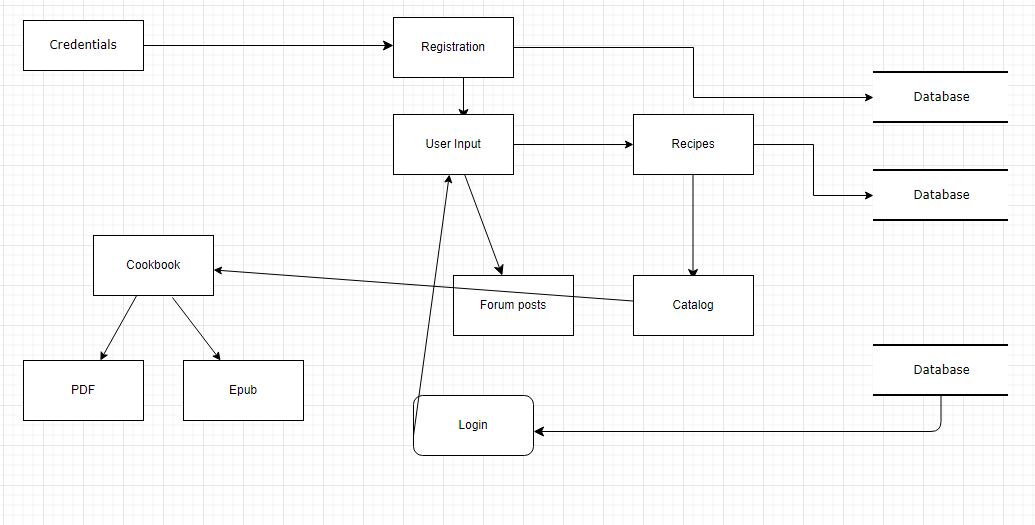 Credentials
Registration
Database
User Input
Recipes
Database
Cookbook
Forum posts
Catalog
Database
PDF
Epub
Login